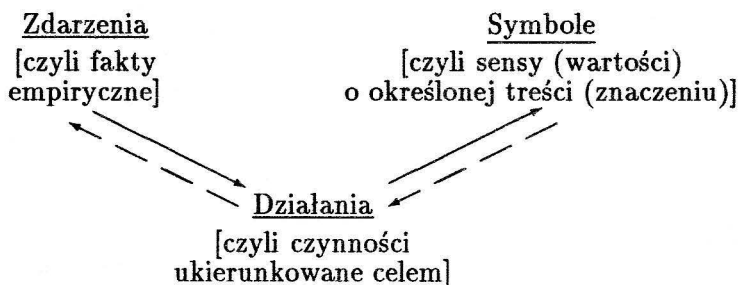 Zdarzenia
[czyli fakty
empiryczne]
Symbole
[czyli sensy (wartości)
o określonej treści (znaczeniu)]
Działania
[czyli czynności
ukierunkowane celem]